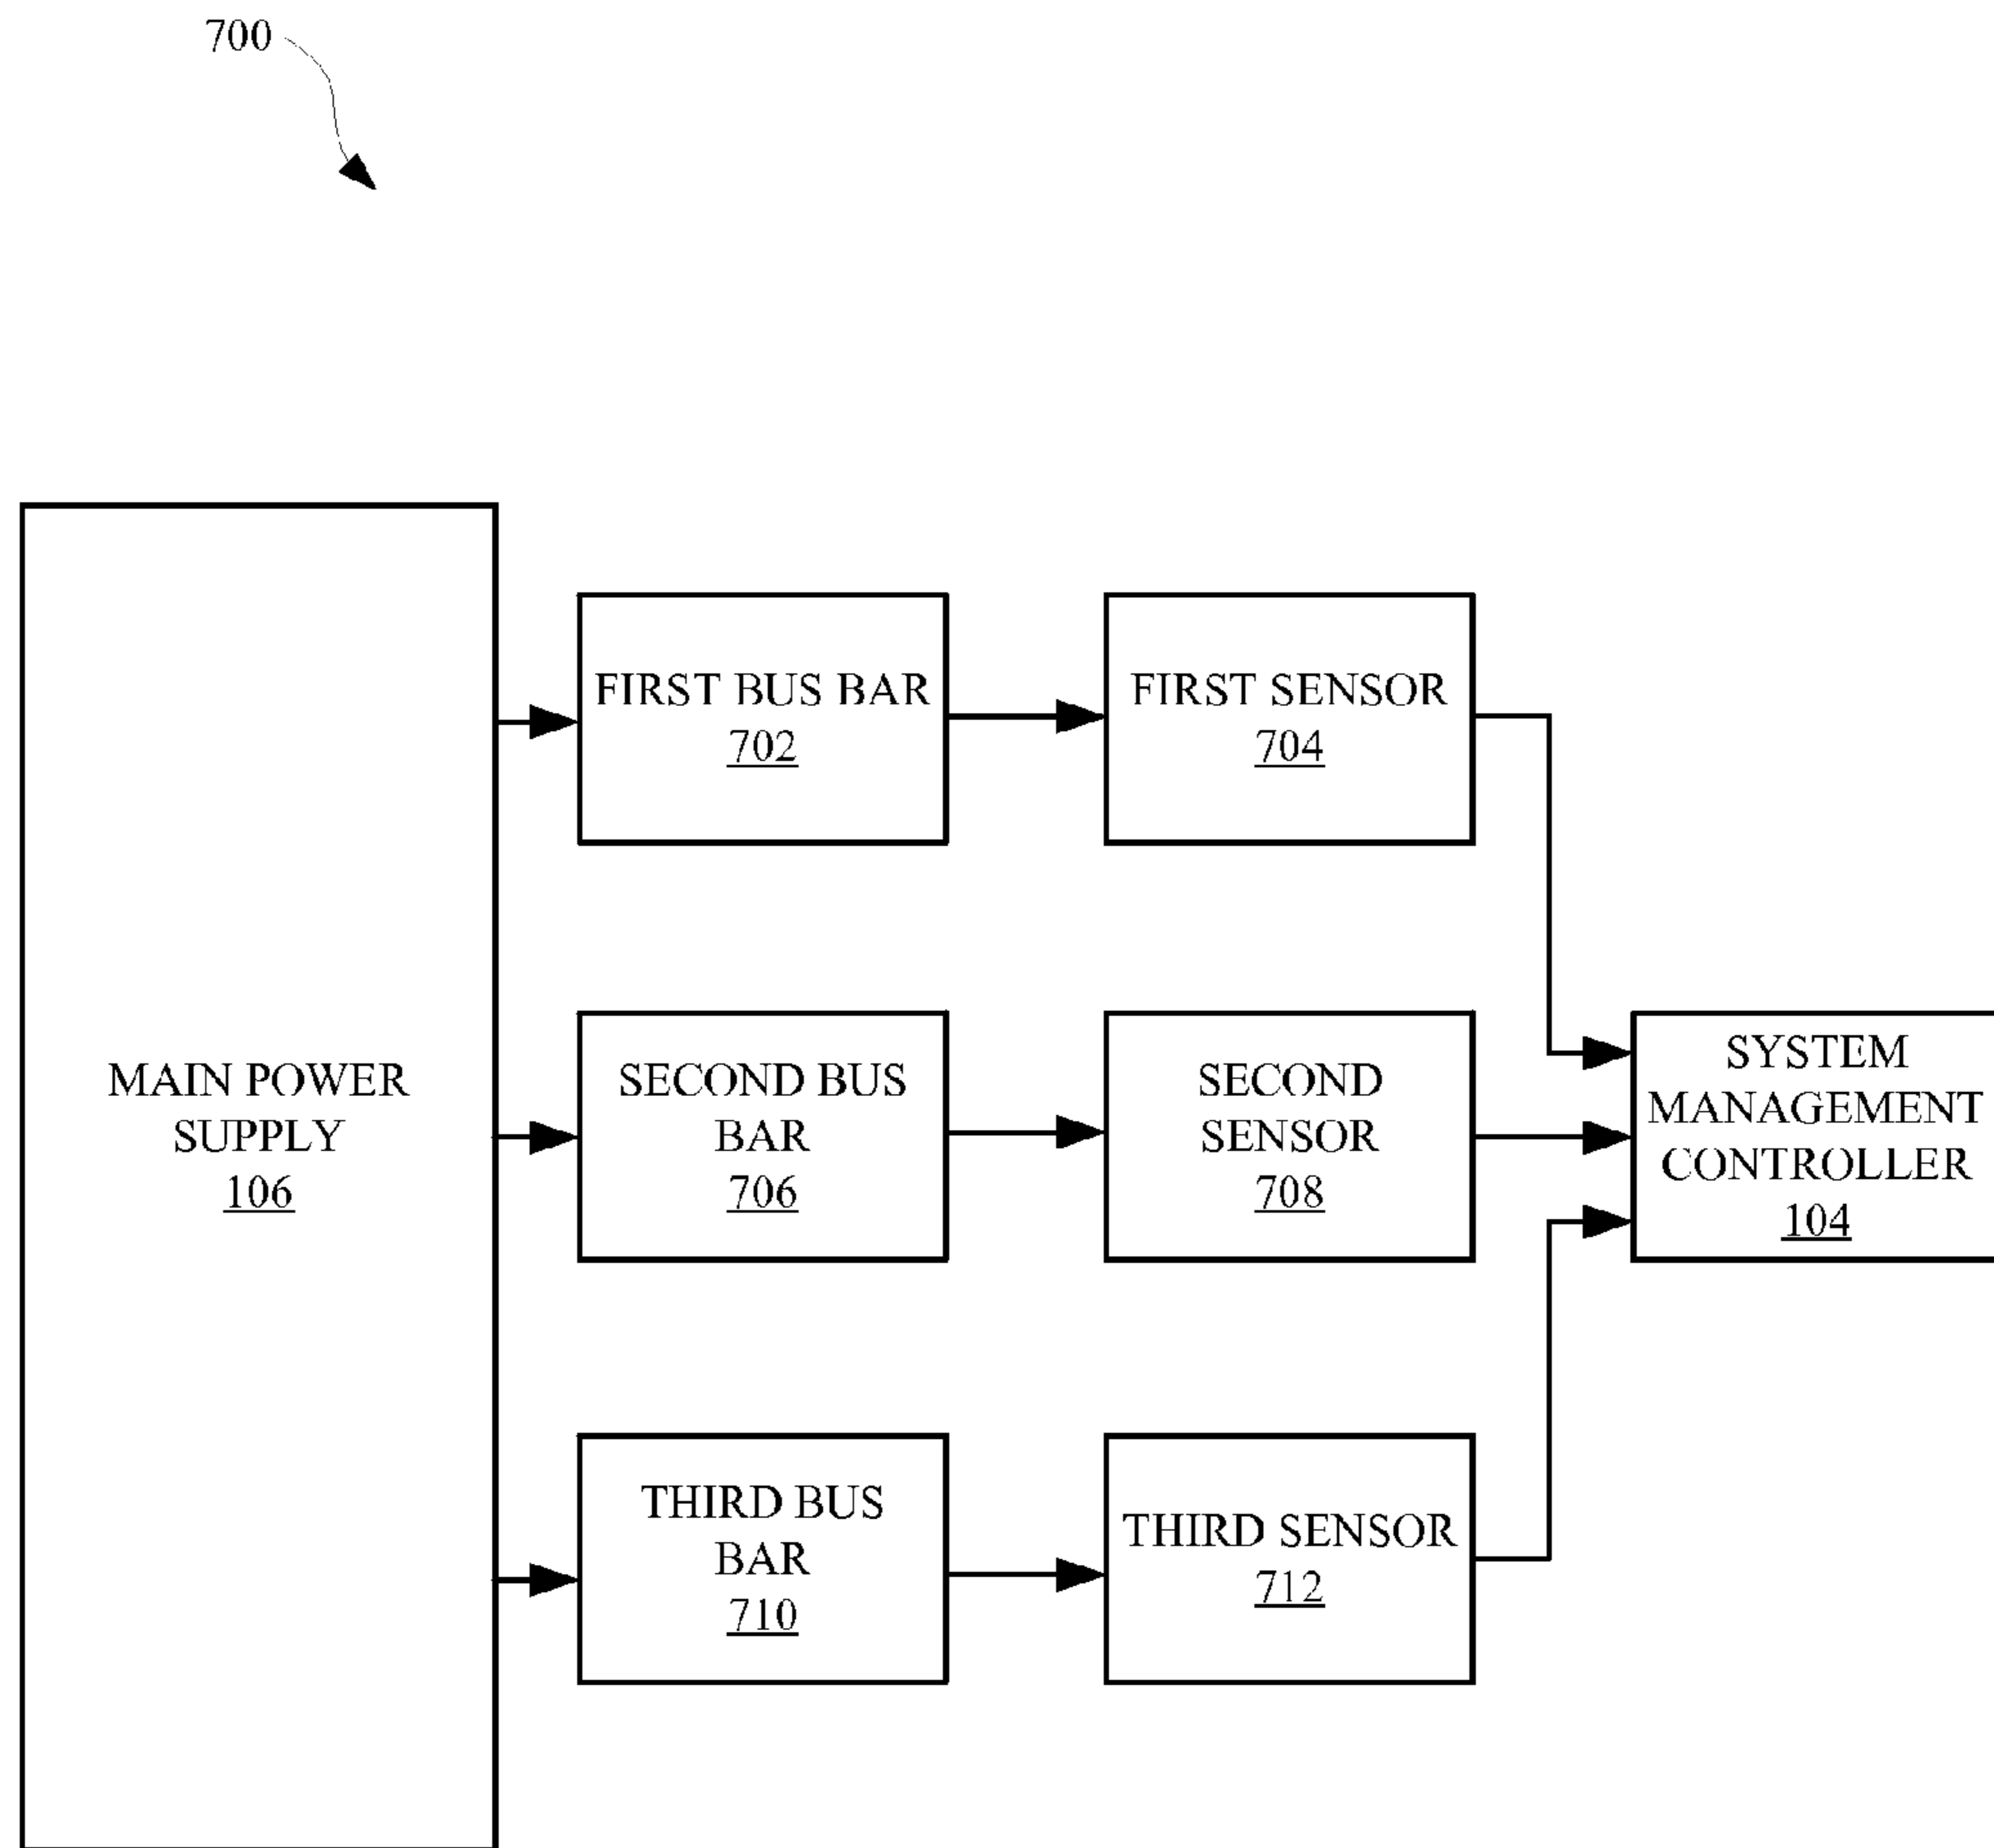 700
FIRST BUS BAR
702
FIRST SENSOR
704
MAIN POWER
SUPPLY
106
SECOND BUS
BAR
706
SECOND
SENSOR
708
SYSTEM
MANAGEMENT
CONTROLLER
104
THIRD BUS
BAR
710
THIRD SENSOR
712